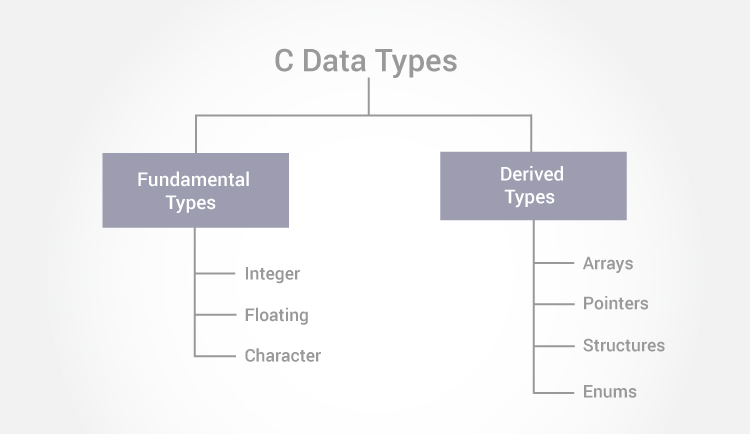 C Data Types
Fundamental
Types
Derived
Types
Integer
Floating
Character
Arrays
Pointers
Structures
Enums